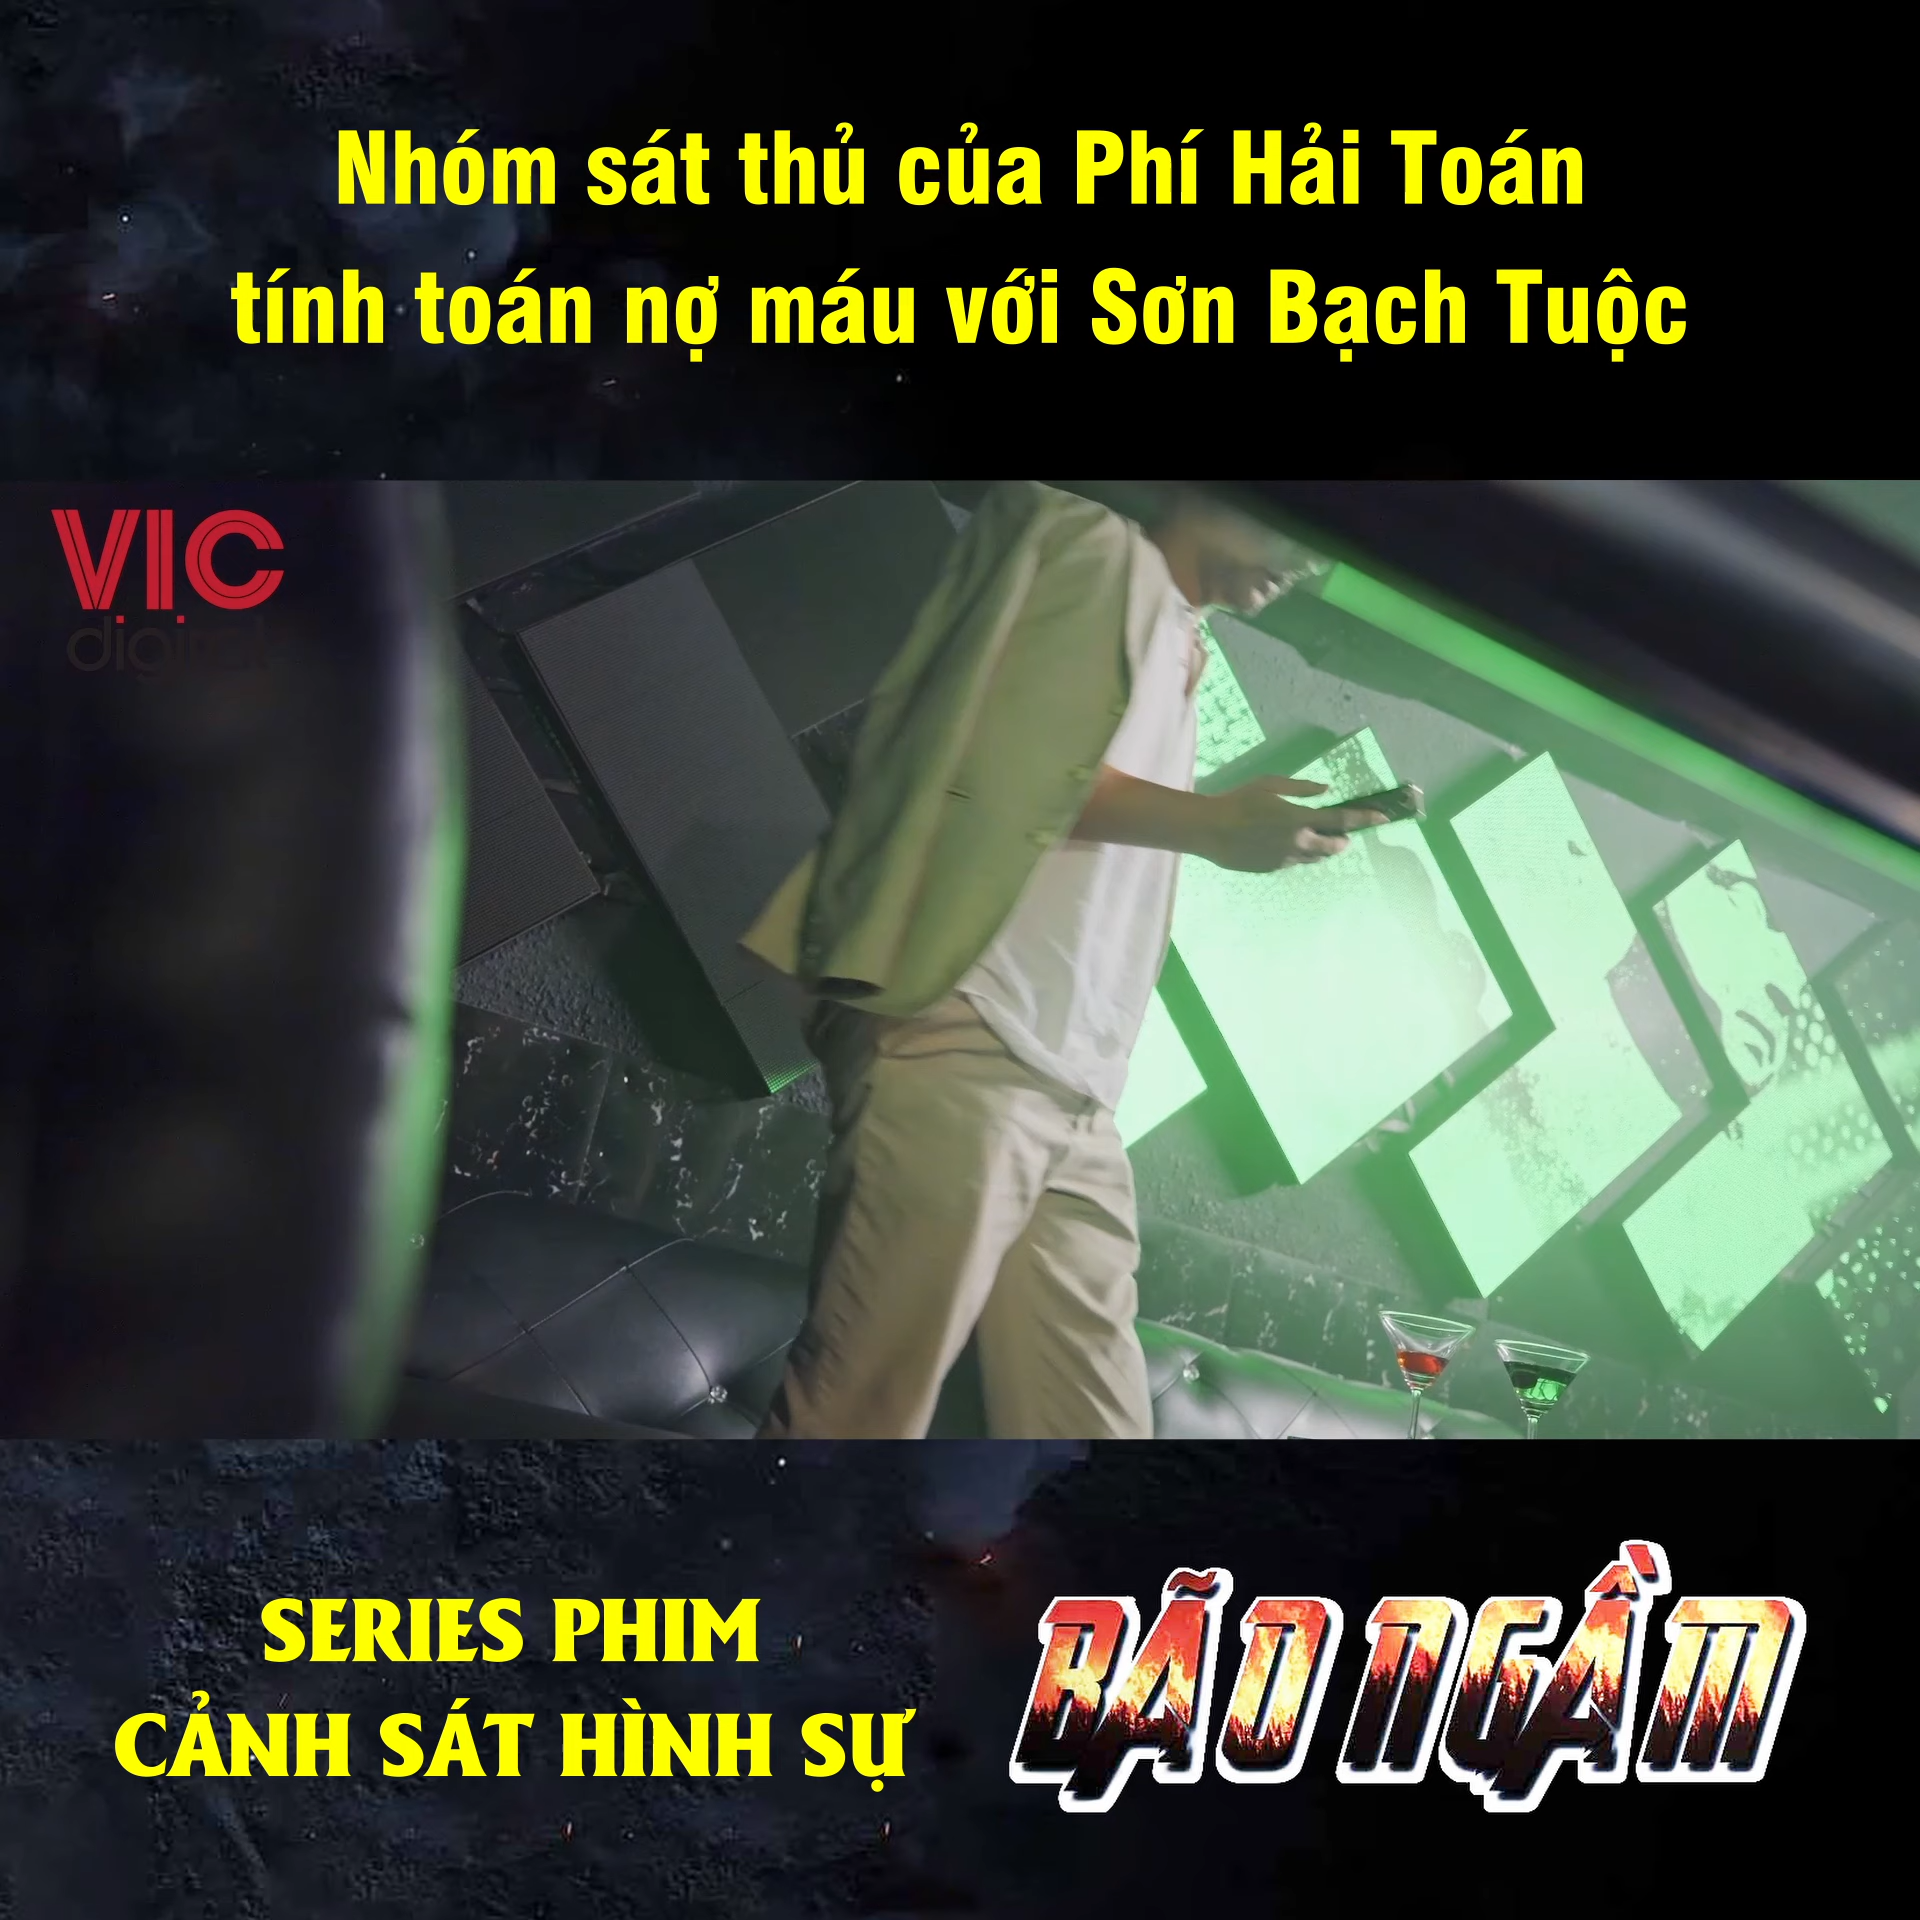 Nhóm sát thủ của Phí Hải Toán
tính toán nợ máu với Sơn Bạch Tuộc
VIC
digital
SERIES PHIM
CẢNH SÁT HÌNH SỰ
BÃO NGẦM